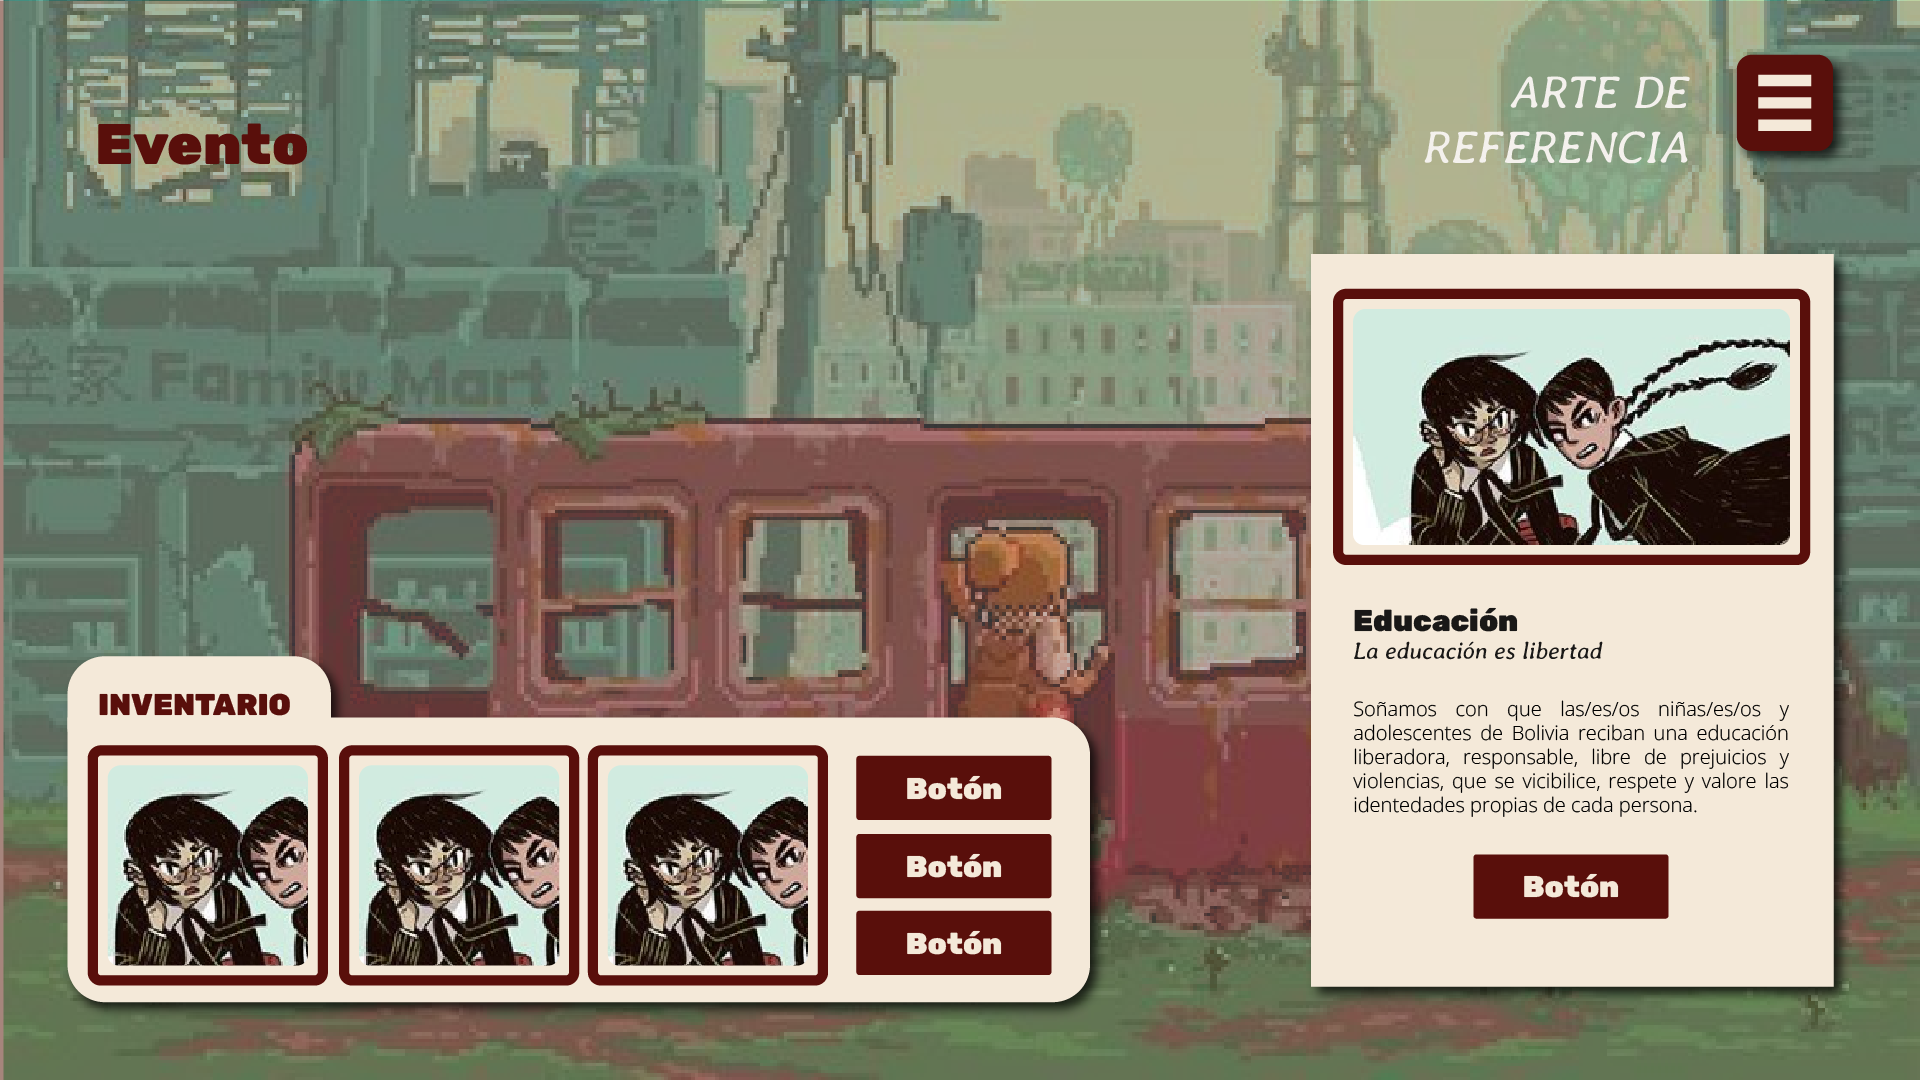 Evento
ARTE DE
REFERENCIA
全家 Family Mart
INVENTARIO
Botón
Botón
Botón
Educación
La educación es libertad
Soñamos con que las/es/os niñas/es/os y
adolescentes de Bolivia reciban una educación
liberadora, responsable, libre de prejuicios y
violencias, que se vicibilice, respete y valore las
identedades propias de cada persona.
Botón